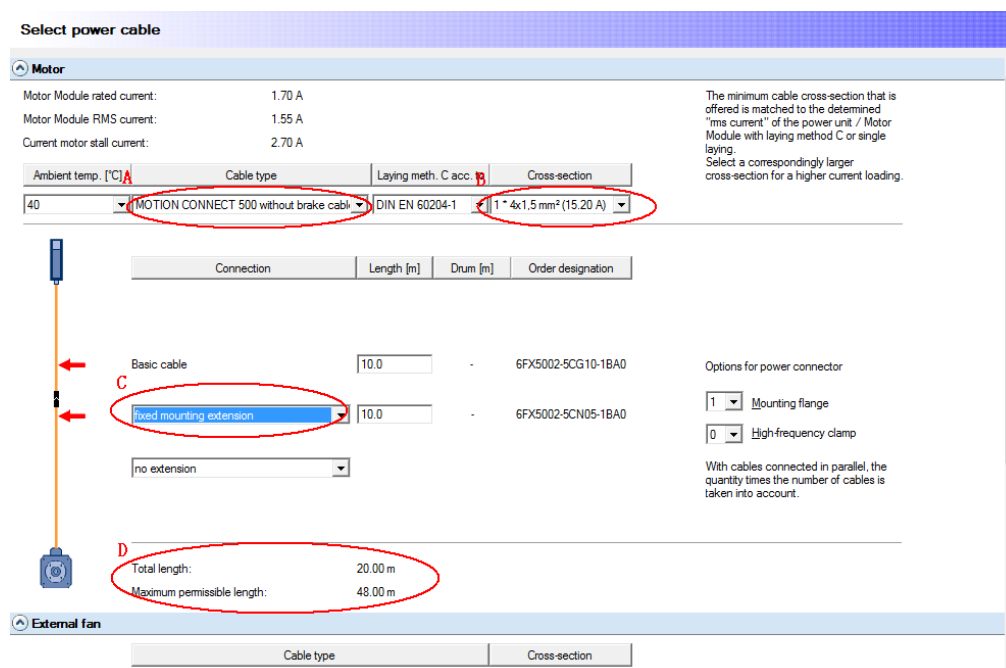 Select power cable
Motor
Motor Module rated current: 1.70 A
Motor Module RMS current: 1.55 A
Current motor stall current: 2.70 A
The minimum cable cross-section that is
offered is matched to the determined
"rms current" of the power unit / Motor
Module with laying method C or single
laying.
Select a correspondingly larger
cross-section for a higher current loading.
Ambient temp. [°C] A Cable type Laying meth. C acc. to B Cross-section
40 MOTION CONNECT 500 without brake cabl DIN EN 60204-1 1 * 4x1,5 mm² (15.20 A)
Connection Length [m] Drum [m] Order designation
Basic cable 10.0 - 6FX5002-5CG10-1BA0
Options for power connector
C
fixed mounting extension 10.0 - 6FX5002-5CN05-1BA0
1 Mounting flange
0 High-frequency clamp
no extension
With cables connected in parallel, the
quantity times the number of cables is
taken into account.
D
Total length: 20.00 m
Maximum permissible length: 48.00 m
External fan
Cable type Cross-section